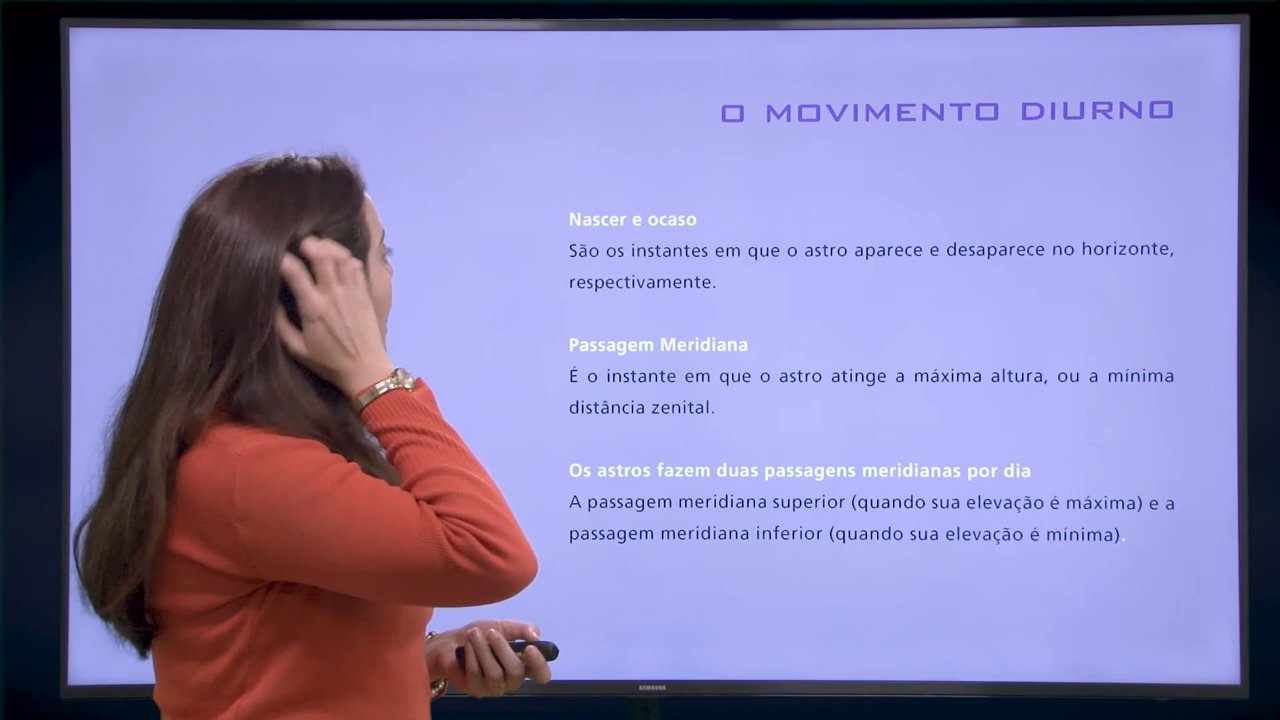 O MOVIMENTO DIURNO
Nascer e ocaso
São os instantes em que o astro aparece e desaparece no horizonte,
respectivamente.
Passagem Meridiana
É o instante em que o astro atinge a máxima altura, ou a mínima
distância zenital.
Os astros fazem duas passagens meridianas por dia
A passagem meridiana superior (quando sua elevação é máxima) e a
passagem meridiana inferior (quando sua elevação é mínima).
SAMSUNG